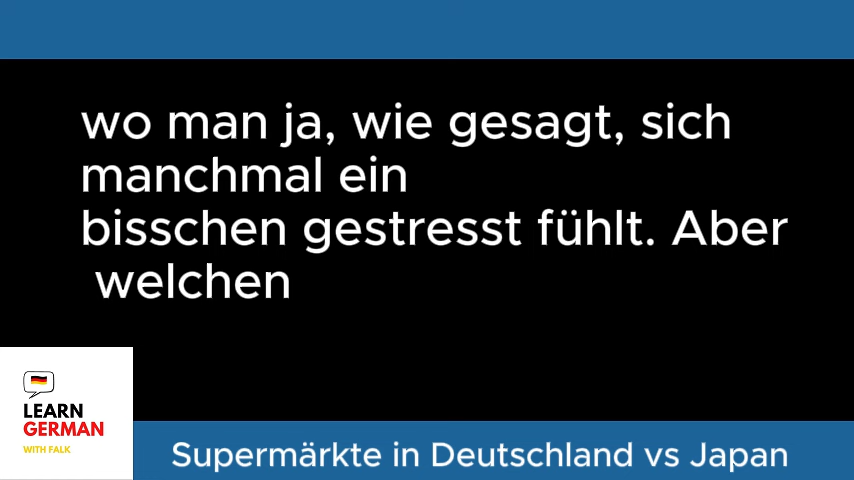 wo man ja, wie gesagt, sich
manchmal ein
bisschen gestresst fühlt. Aber
welchen
LEARN
GERMAN
WITH FALK
Supermärkte in Deutschland vs Japan